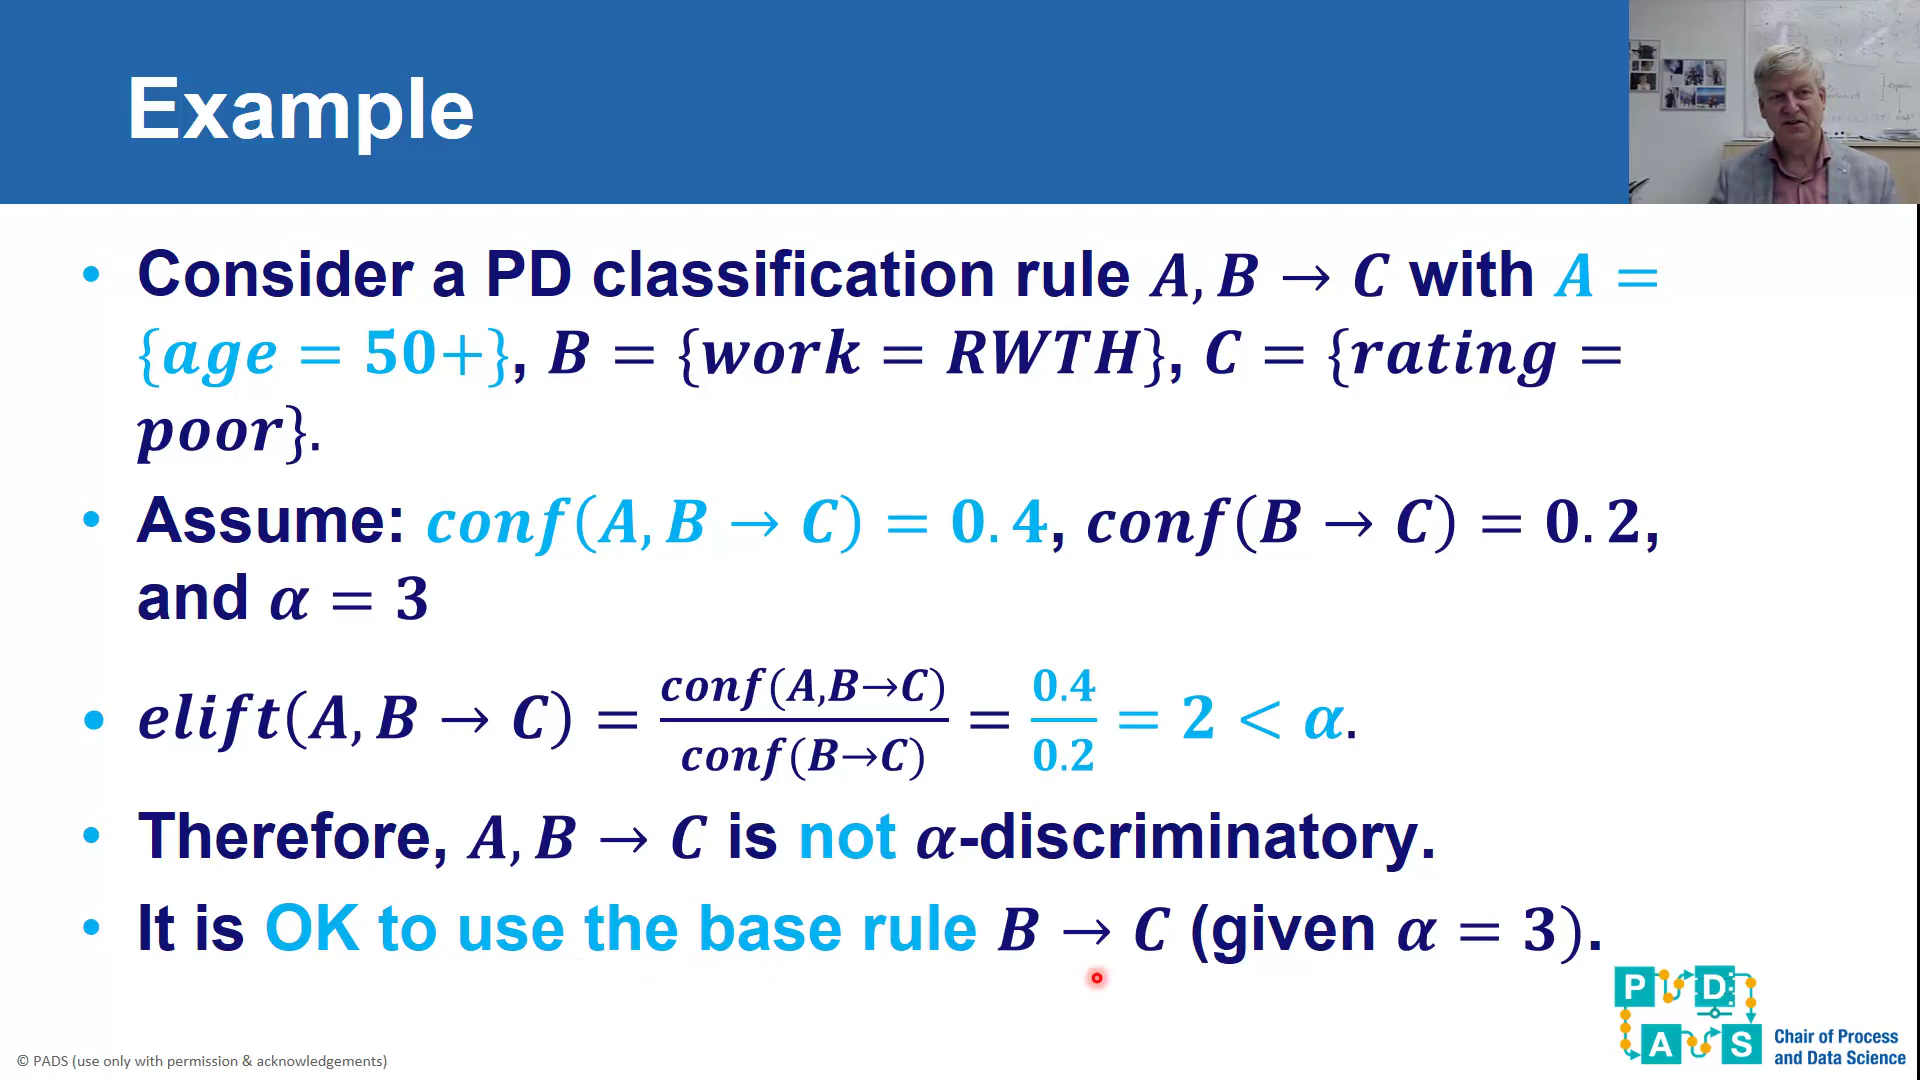 Example
• Consider a PD classification rule A, B → C with A =
{age = 50+}, B = {work = RWTH}, C = {rating =
poor}.
• Assume: conf(A, B → C) = 0.4, conf(B → C) = 0.2,
and α = 3
• elift(A, B → C) = conf(A,B→C) / conf(B→C) = 0.4 / 0.2 = 2 < α.
• Therefore, A, B → C is not α-discriminatory.
• It is OK to use the base rule B → C (given α = 3).
P D
A S
Chair of Process
and Data Science
© PADS (use only with permission & acknowledgements)